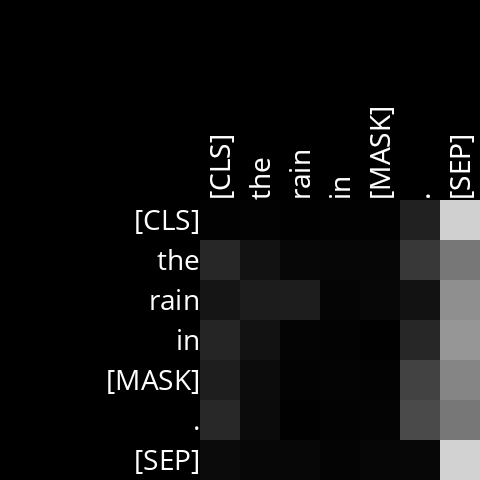 [CLS]
the
rain
in
[MASK]
.
[SEP]
[CLS]
the
rain
in
[MASK]
.
[SEP]